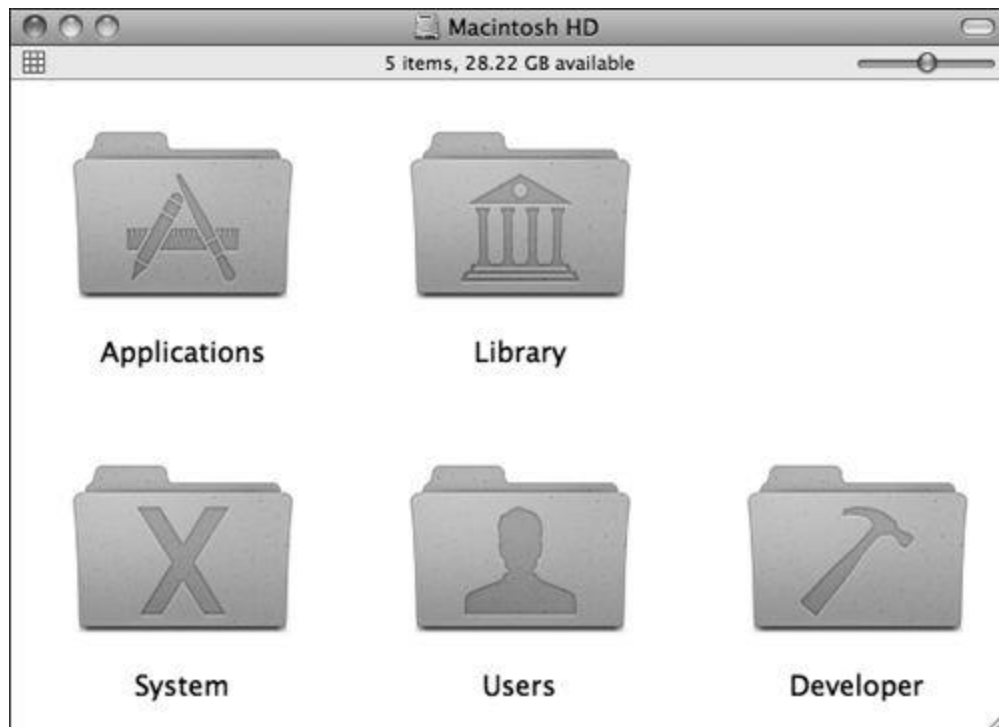 Macintosh HD
5 items, 28.22 GB available
Applications
Library
System
Users
Developer